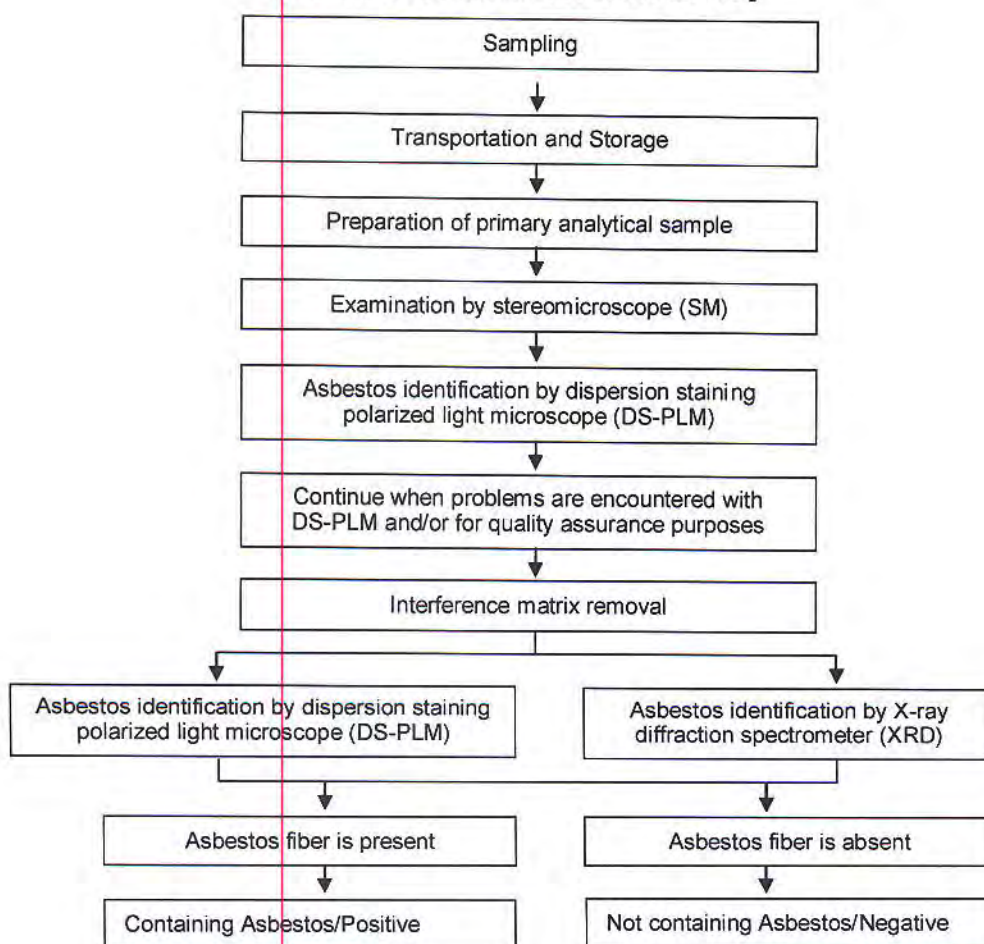 Sampling
Transportation and Storage
Preparation of primary analytical sample
Examination by stereomicroscope (SM)
Asbestos identification by dispersion staining
polarized light microscope (DS-PLM)
Continue when problems are encountered with
DS-PLM and/or for quality assurance purposes
Interference matrix removal
Asbestos identification by dispersion staining
polarized light microscope (DS-PLM)
Asbestos identification by X-ray
diffraction spectrometer (XRD)
Asbestos fiber is present
Asbestos fiber is absent
Containing Asbestos/Positive
Not containing Asbestos/Negative